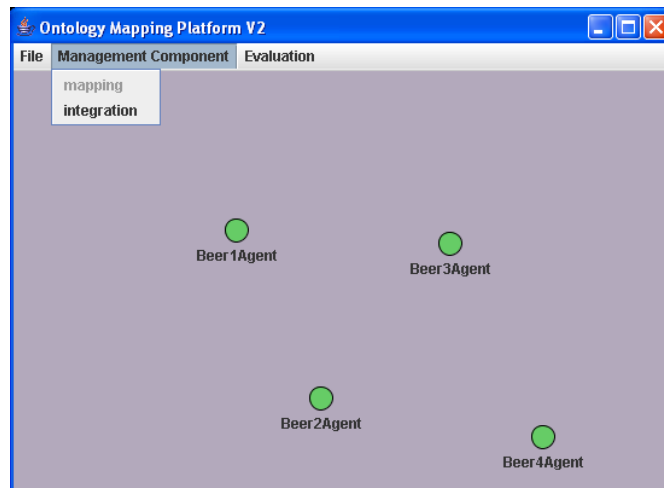 Ontology Mapping Platform V2
File Management Component Evaluation
mapping
integration
Beer1Agent
Beer3Agent
Beer2Agent
Beer4Agent